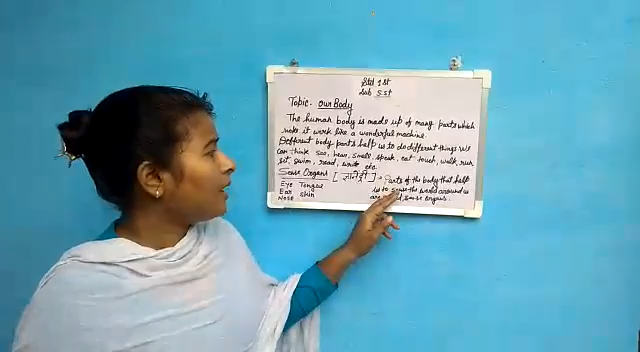 Std 1st
Sub S.St
Topic. Our Body
The human body is made up of many parts which
make it work like a wonderful machine.
Different body parts help us to do different things. We
can think, see, hear, smell, speak, eat, touch, walk, run,
sit, swim, read, write etc.
Sense Organs [ ज्ञानेंद्री ] → Parts of the body that help
us to sense the world around us
are sense organs.
Eye Tongue
Ear skin
Nose